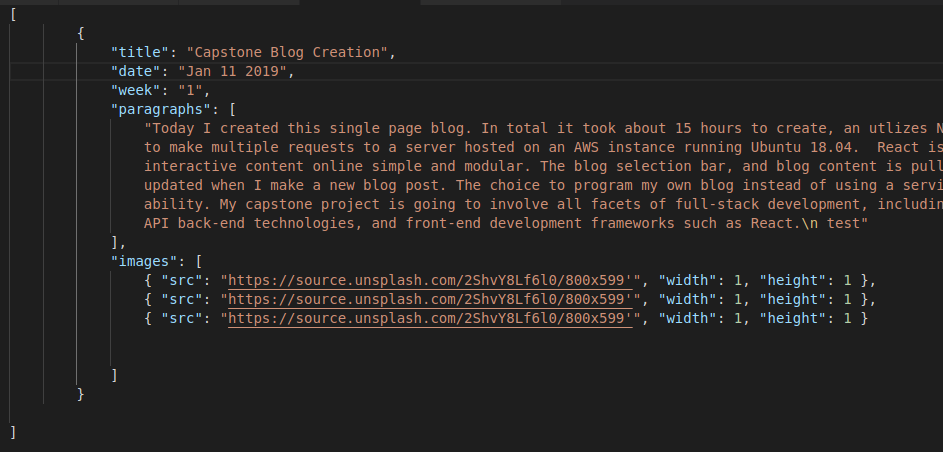 [
{
"title": "Capstone Blog Creation",
"date": "Jan 11 2019",
"week": "1",
"paragraphs": [
"Today I created this single page blog. In total it took about 15 hours to create, an utlizes
to make multiple requests to a server hosted on an AWS instance running Ubuntu 18.04.  React is
interactive content online simple and modular. The blog selection bar, and blog content is
updated when I make a new blog post. The choice to program my own blog instead of using a
ability. My capstone project is going to involve all facets of full-stack development,
API back-end technologies, and front-end development frameworks such as React.\n test"
],
"images": [
{ "src": "https://source.unsplash.com/2ShvY8Lf6l0/800x599'", "width": 1, "height": 1 },
{ "src": "https://source.unsplash.com/2ShvY8Lf6l0/800x599'", "width": 1, "height": 1 },
{ "src": "https://source.unsplash.com/2ShvY8Lf6l0/800x599'", "width": 1, "height": 1 }
]
}
]